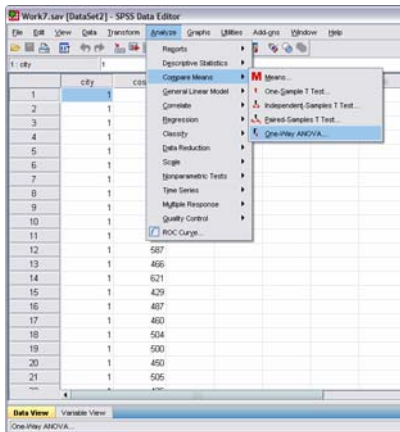 Work7.sav [DataSet2] - SPSS Data Editor
File Edit View Data Transform Analyze Graphs Utilities Add-ons Window Help
1 : city 1
city cos
Reports
Descriptive Statistics
Compare Means
General Linear Model
Correlate
Regression
Classify
Data Reduction
Scale
Nonparametric Tests
Time Series
Multiple Response
Quality Control
ROC Curve...
Means...
One-Sample T Test...
Independent-Samples T Test...
Paired-Samples T Test...
One-Way ANOVA...
1 1
2 1
3 1
4 1
5 1
6 1
7 1
8 1
9 1
10 1
11 1
12 1 587
13 1 466
14 1 621
15 1 429
16 1 487
17 1 460
18 1 504
19 1 500
20 1 450
21 1 505
Data View Variable View
One-Way ANOVA...